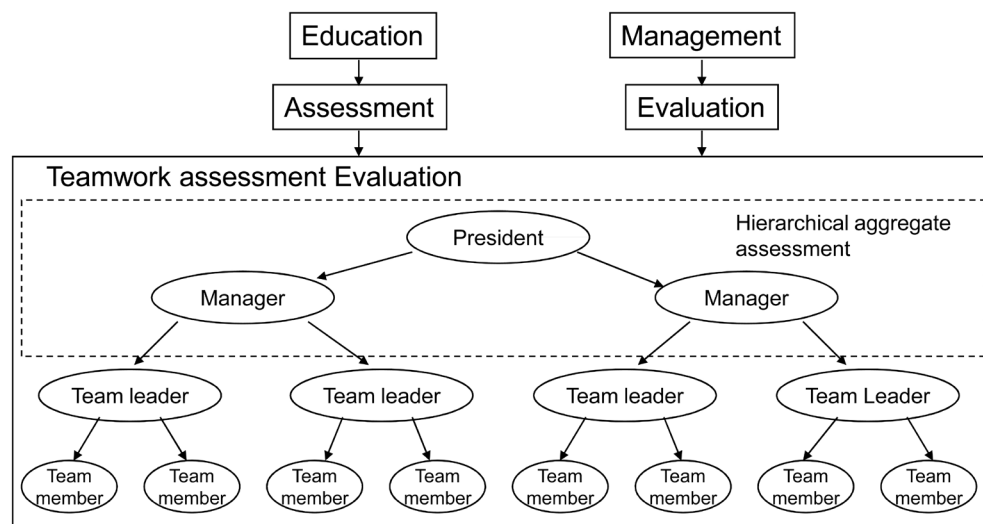 Education
Management
Assessment
Evaluation
Teamwork assessment Evaluation
Hierarchical aggregate
assessment
President
Manager
Manager
Team leader
Team leader
Team leader
Team Leader
Team
member
Team
member
Team
member
Team
member
Team
member
Team
member
Team
member
Team
member